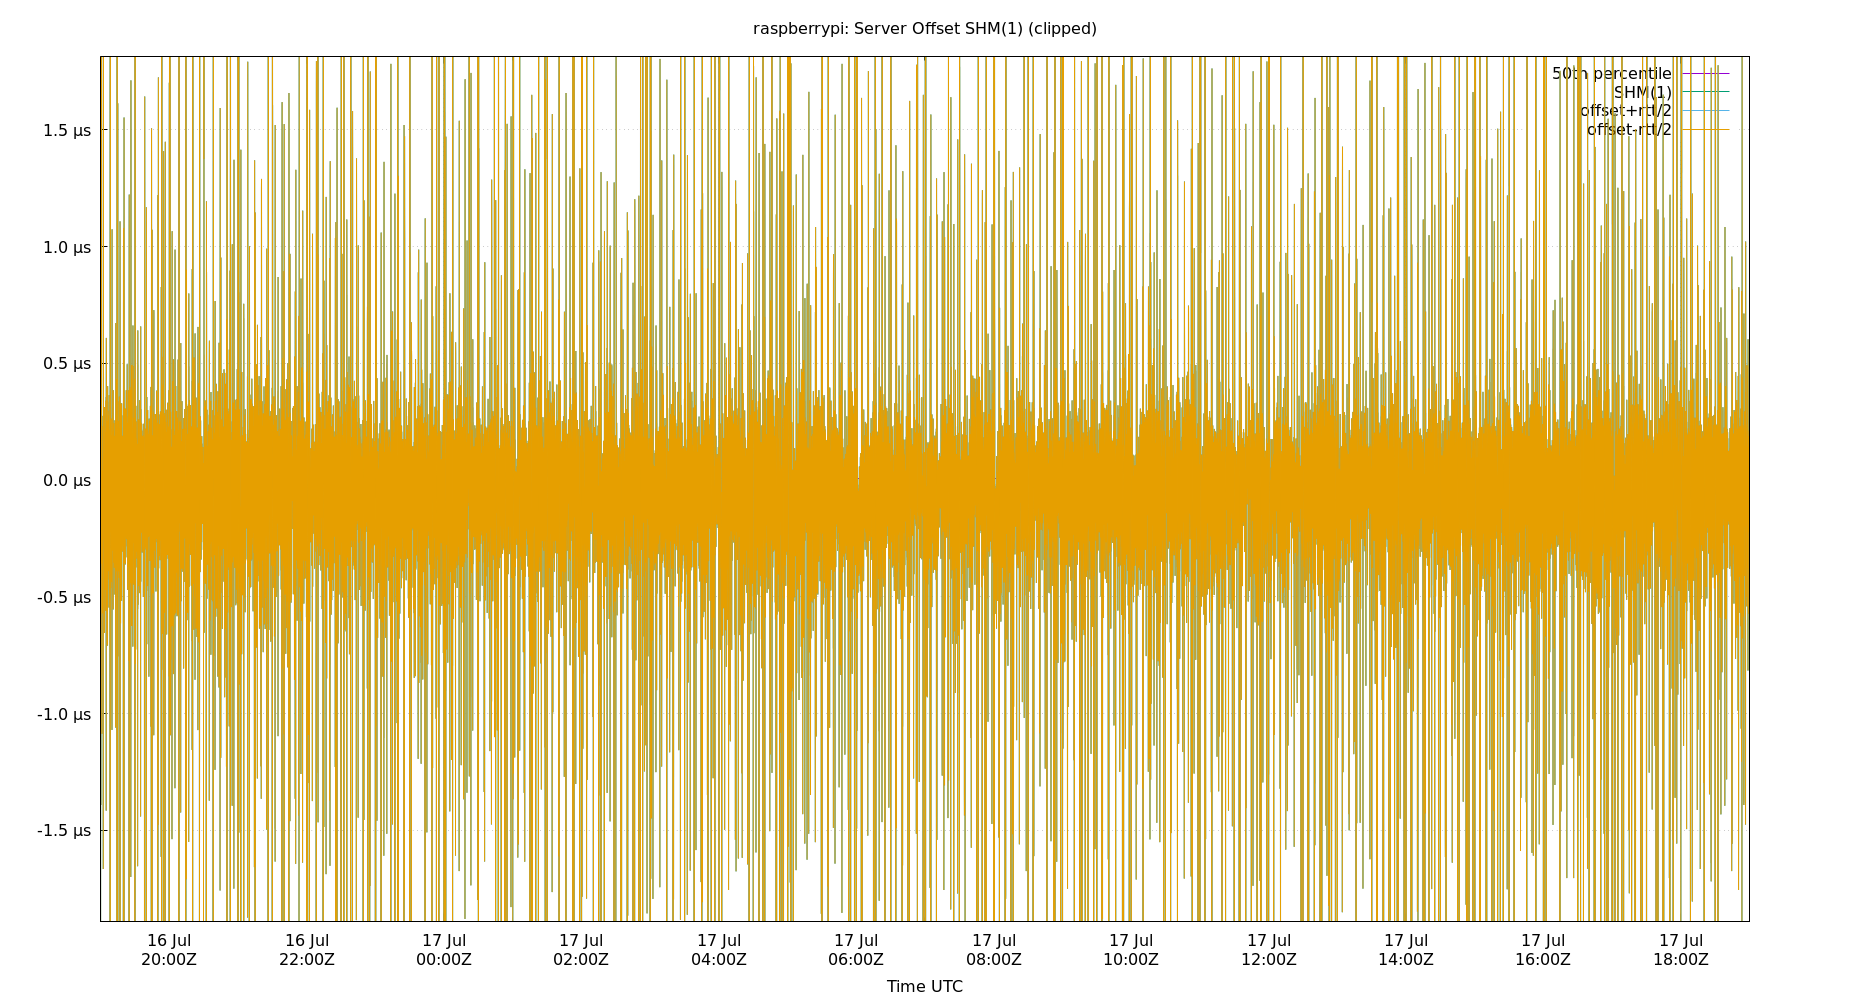 raspberrypi: Server Offset SHM(1) (clipped)
50th percentile
SHM(1)
offset+rtt/2
offset-rtt/2
1.5 µs
1.0 µs
0.5 µs
0.0 µs
-0.5 µs
-1.0 µs
-1.5 µs
16 Jul 16 Jul 17 Jul 17 Jul 17 Jul 17 Jul 17 Jul 17 Jul 17 Jul 17 Jul 17 Jul 17 Jul
20:00Z 22:00Z 00:00Z 02:00Z 04:00Z 06:00Z 08:00Z 10:00Z 12:00Z 14:00Z 16:00Z 18:00Z
Time UTC